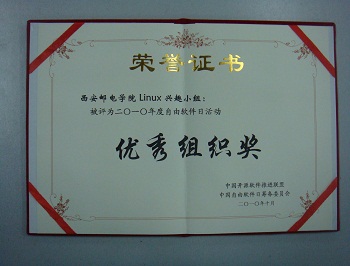 荣誉证书
西安邮电学院 Linux 兴趣小组：
被评为二〇一〇年度自由软件日活动
优秀组织奖
中国开源软件推进联盟
中国自由软件日筹备委员会
二〇一〇年十月